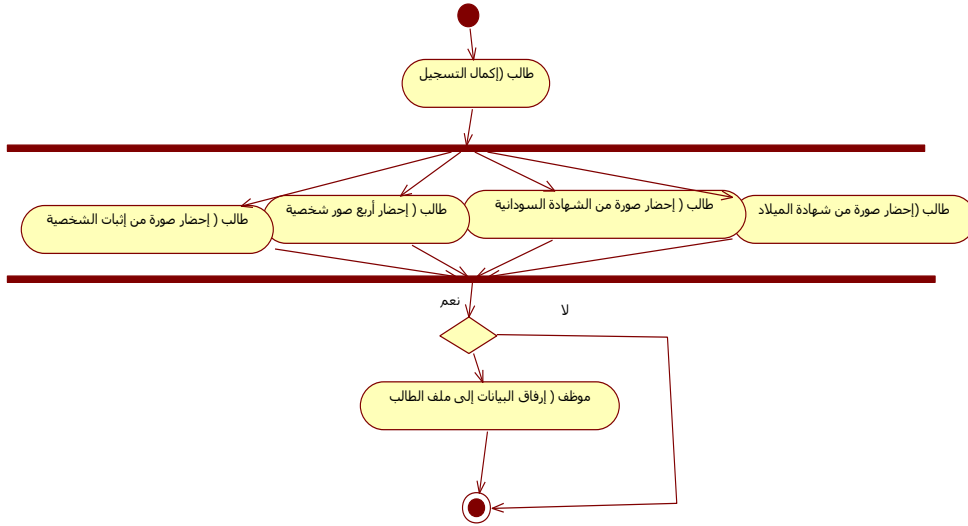 طالب (إكمال التسجيل
طالب (إحضار صورة من شهادة الميلاد
طالب ( إحضار صورة من الشهادة السودانية
طالب ( إحضار أربع صور شخصية
طالب ( إحضار صورة من إثبات الشخصية
نعم
لا
موظف ( إرفاق البيانات إلى ملف الطالب